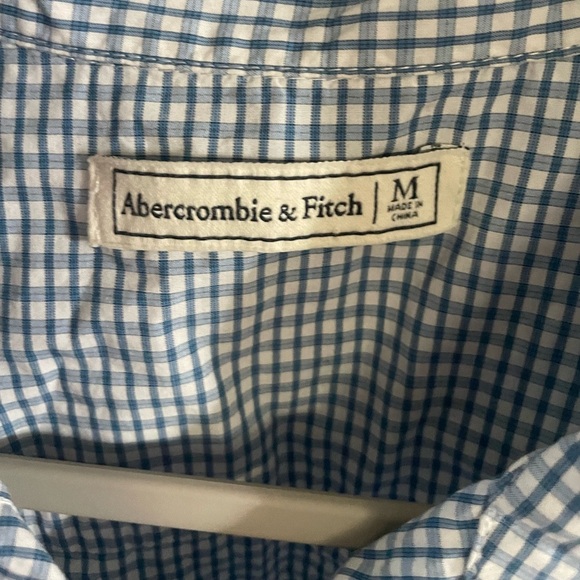 Abercrombie & Fitch | M
MADE IN
CHINA